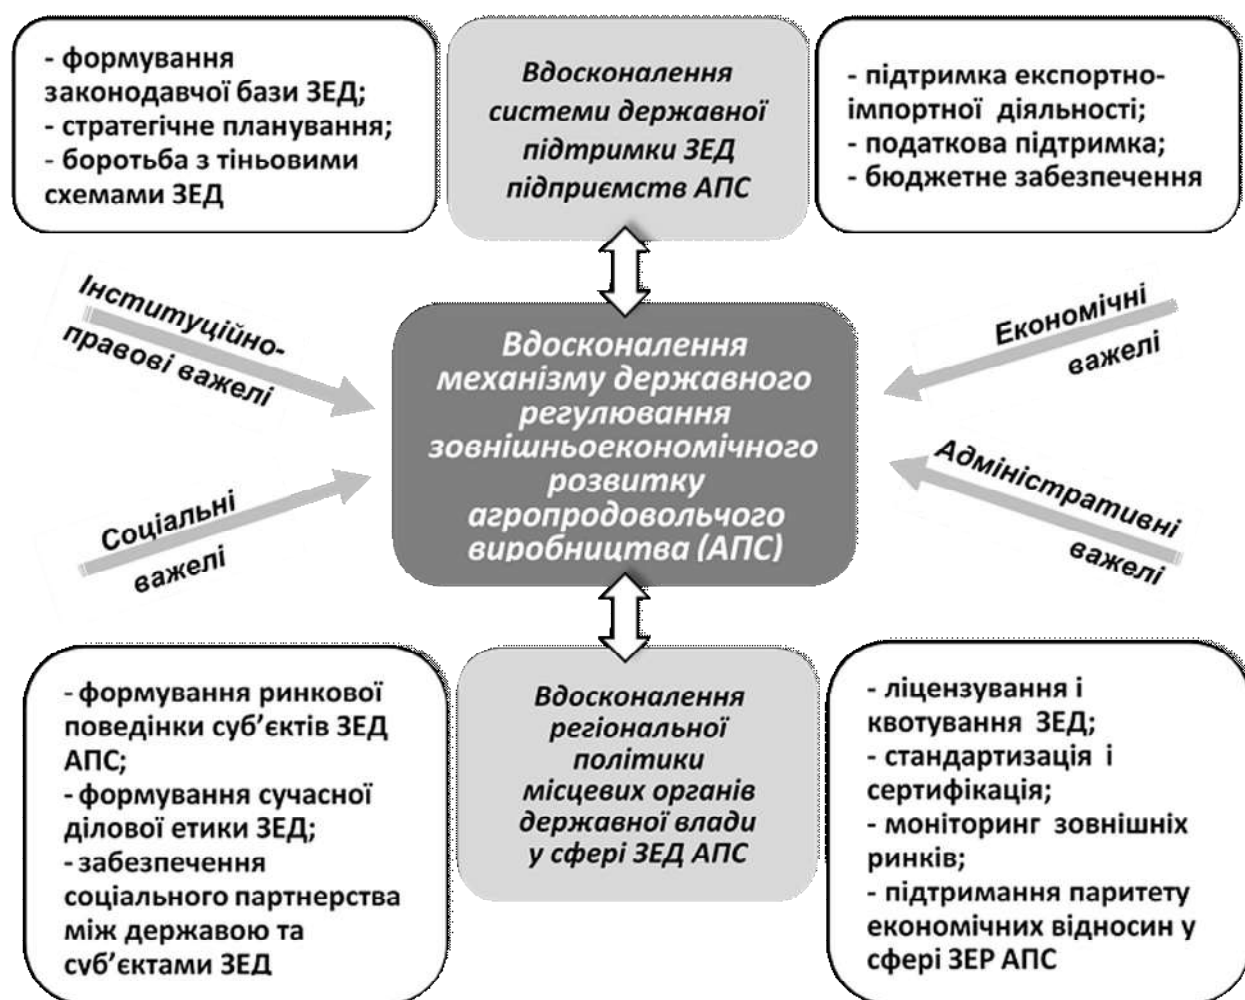 - формування
законодавчої бази ЗЕД;
- стратегічне планування;
- боротьба з тіньовими
схемами ЗЕД
Вдосконалення
системи державної
підтримки ЗЕД
підприємств АПС
- підтримка експортно-
імпортної діяльності;
- податкова підтримка;
- бюджетне забезпечення
Інституційно-
правові важелі
Економічні
важелі
Вдосконалення
механізму державного
регулювання
зовнішньоекономічного
розвитку
агропродовольчого
виробництва (АПС)
Соціальні
важелі
Адміністративні
важелі
- формування ринкової
поведінки суб’єктів ЗЕД
АПС;
- формування сучасної
ділової етики ЗЕД;
- забезпечення
соціального партнерства
між державою та
суб’єктами ЗЕД
Вдосконалення
регіональної
політики
місцевих органів
державної влади
у сфері ЗЕД АПС
- ліцензування і
квотування ЗЕД;
- стандартизація і
сертифікація;
- моніторинг зовнішніх
ринків;
- підтримання паритету
економічних відносин у
сфері ЗЕР АПС